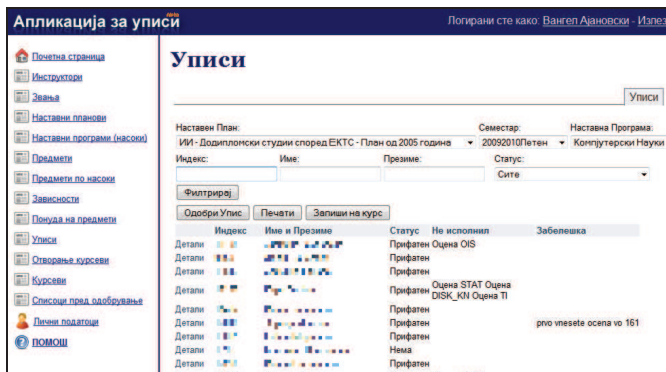 Апликација за уписи
Логирани сте како: Вангел Ајановски - Излез
Почетна страница
Инструктори
Звања
Наставни планови
Наставни програми (насоки)
Предмети
Предмети по насоки
Зависности
Понуда на предмети
Уписи
Отворање курсеви
Курсеви
Списоци пред одобрување
Лични податоци
ПОМОШ
Уписи
Уписи
Наставен План: Семестар: Наставна Програма:
ИИ - Додипломски студии според ЕКТС - План од 2005 година 20092010Летен Компјутерски Науки
Индекс: Име: Презиме: Статус:
Сите
Филтрирај
Одобри Упис Печати Запиши на курс
Индекс Име и Презиме Статус Не исполнил Забелешка
Детали Прифатен Оцена OIS
Детали Прифатен
Детали Прифатен
Детали Прифатен Оцена STAT Оцена
DISK_KN Оцена TI
Детали Прифатен
Детали Прифатен prvo vnesete ocena vo 161
Детали Прифатен
Детали Нема
Детали Прифатен